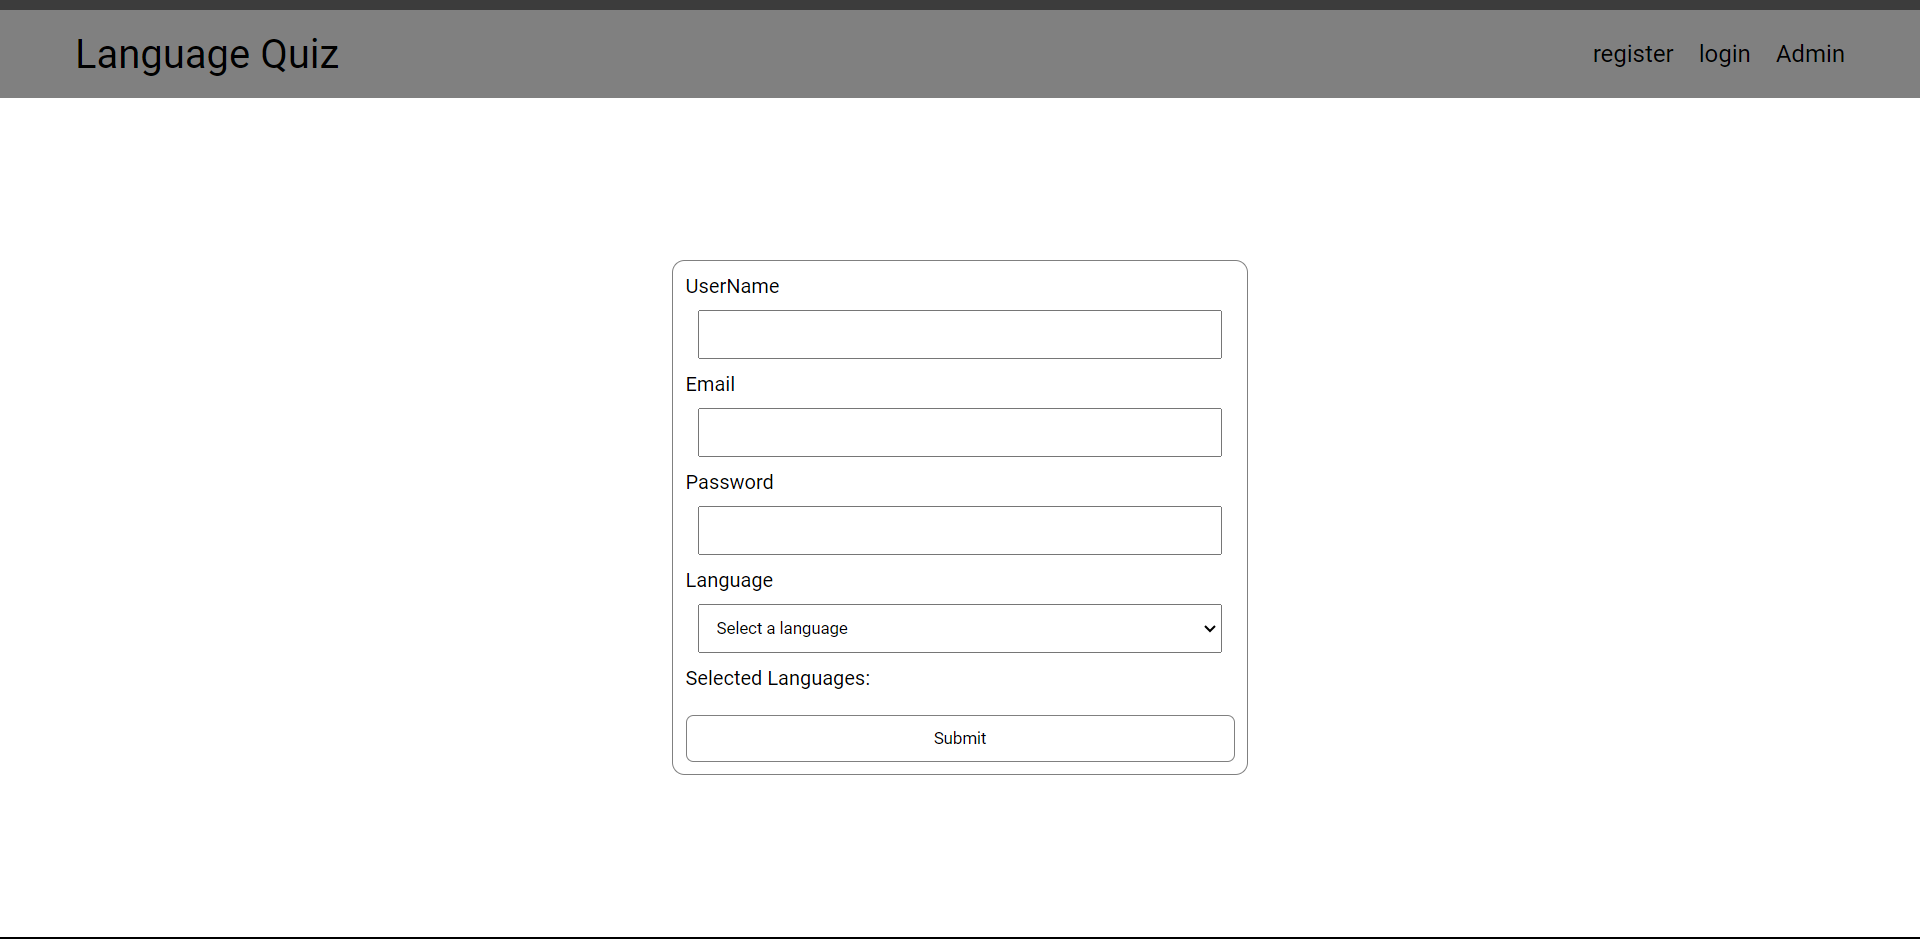 Language Quiz
register login Admin
UserName
Email
Password
Language
Select a language
Selected Languages:
Submit